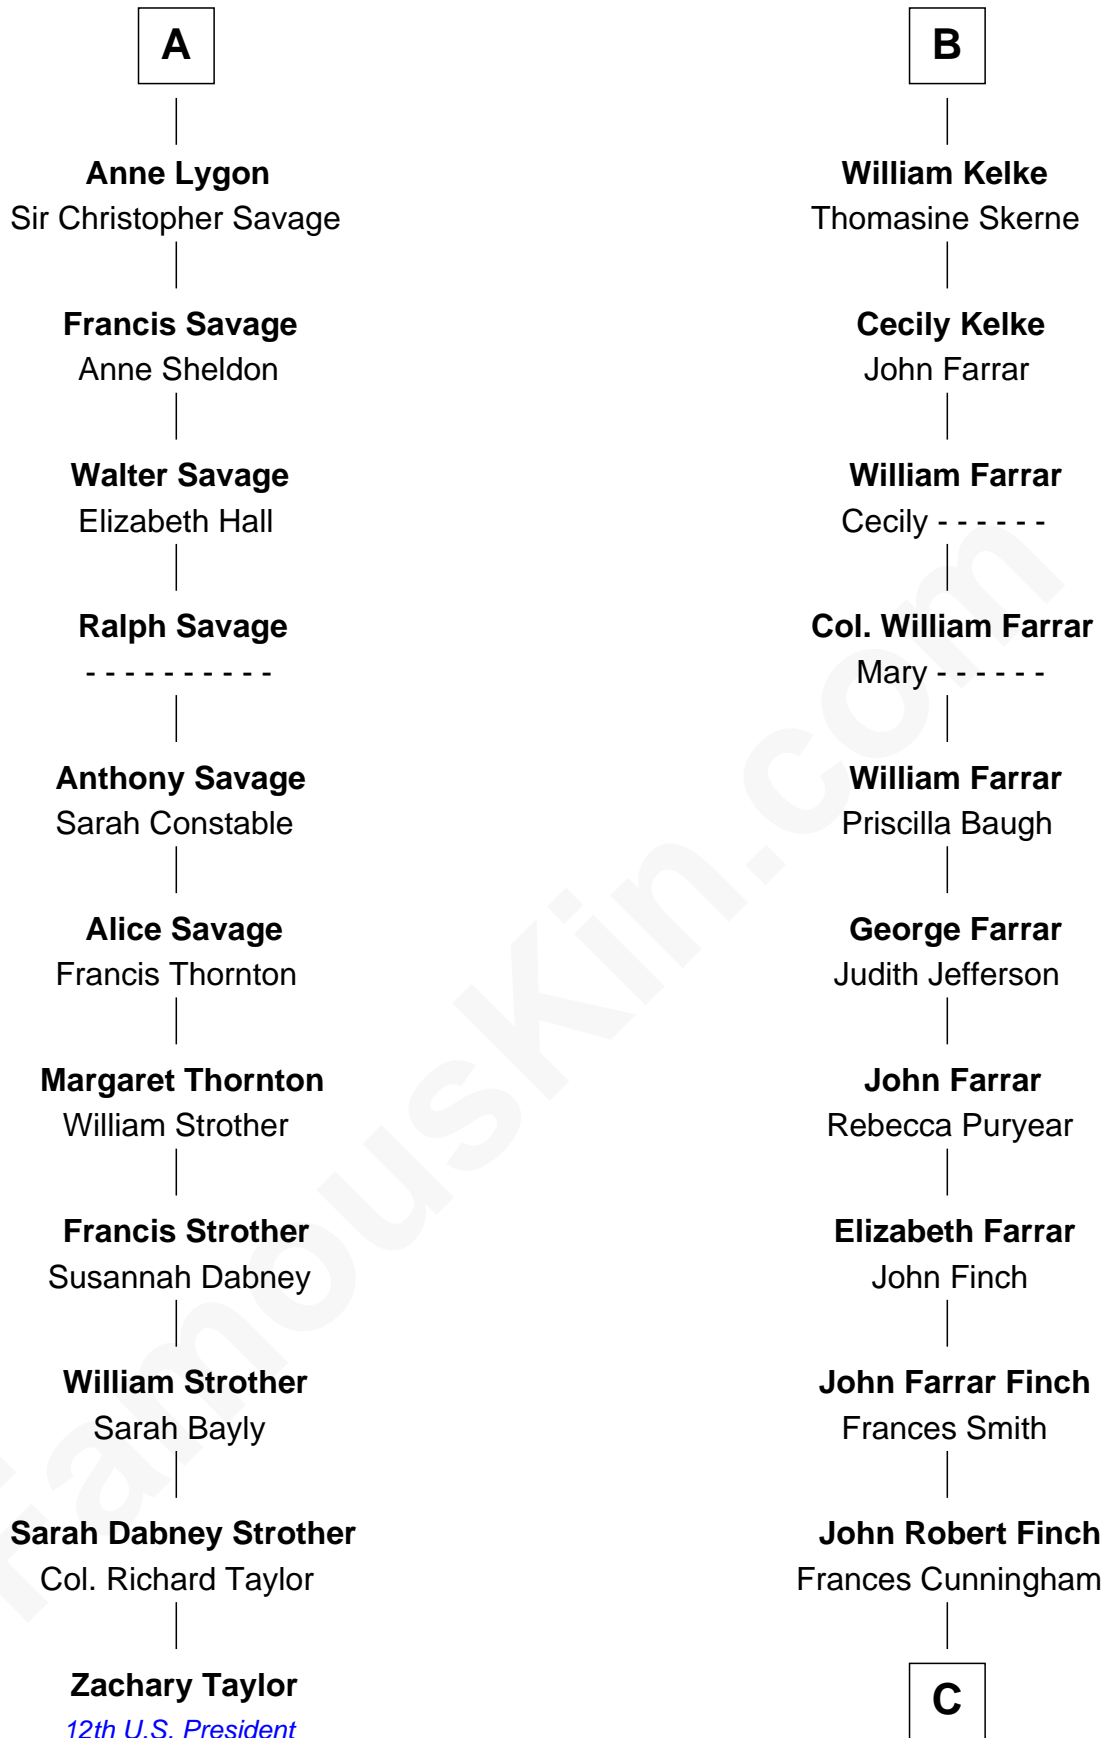 A
Anne Lygon
Sir Christopher Savage
Francis Savage
Anne Sheldon
Walter Savage
Elizabeth Hall
Ralph Savage
- - - - - - - - - -
Anthony Savage
Sarah Constable
Alice Savage
Francis Thornton
Margaret Thornton
William Strother
Francis Strother
Susannah Dabney
William Strother
Sarah Bayly
Sarah Dabney Strother
Col. Richard Taylor
Zachary Taylor
12th U.S. President
B
William Kelke
Thomasine Skerne
Cecily Kelke
John Farrar
William Farrar
Cecily - - - - - -
Col. William Farrar
Mary - - - - - -
William Farrar
Priscilla Baugh
George Farrar
Judith Jefferson
John Farrar
Rebecca Puryear
Elizabeth Farrar
John Finch
John Farrar Finch
Frances Smith
John Robert Finch
Frances Cunningham
C
FamousKin.com